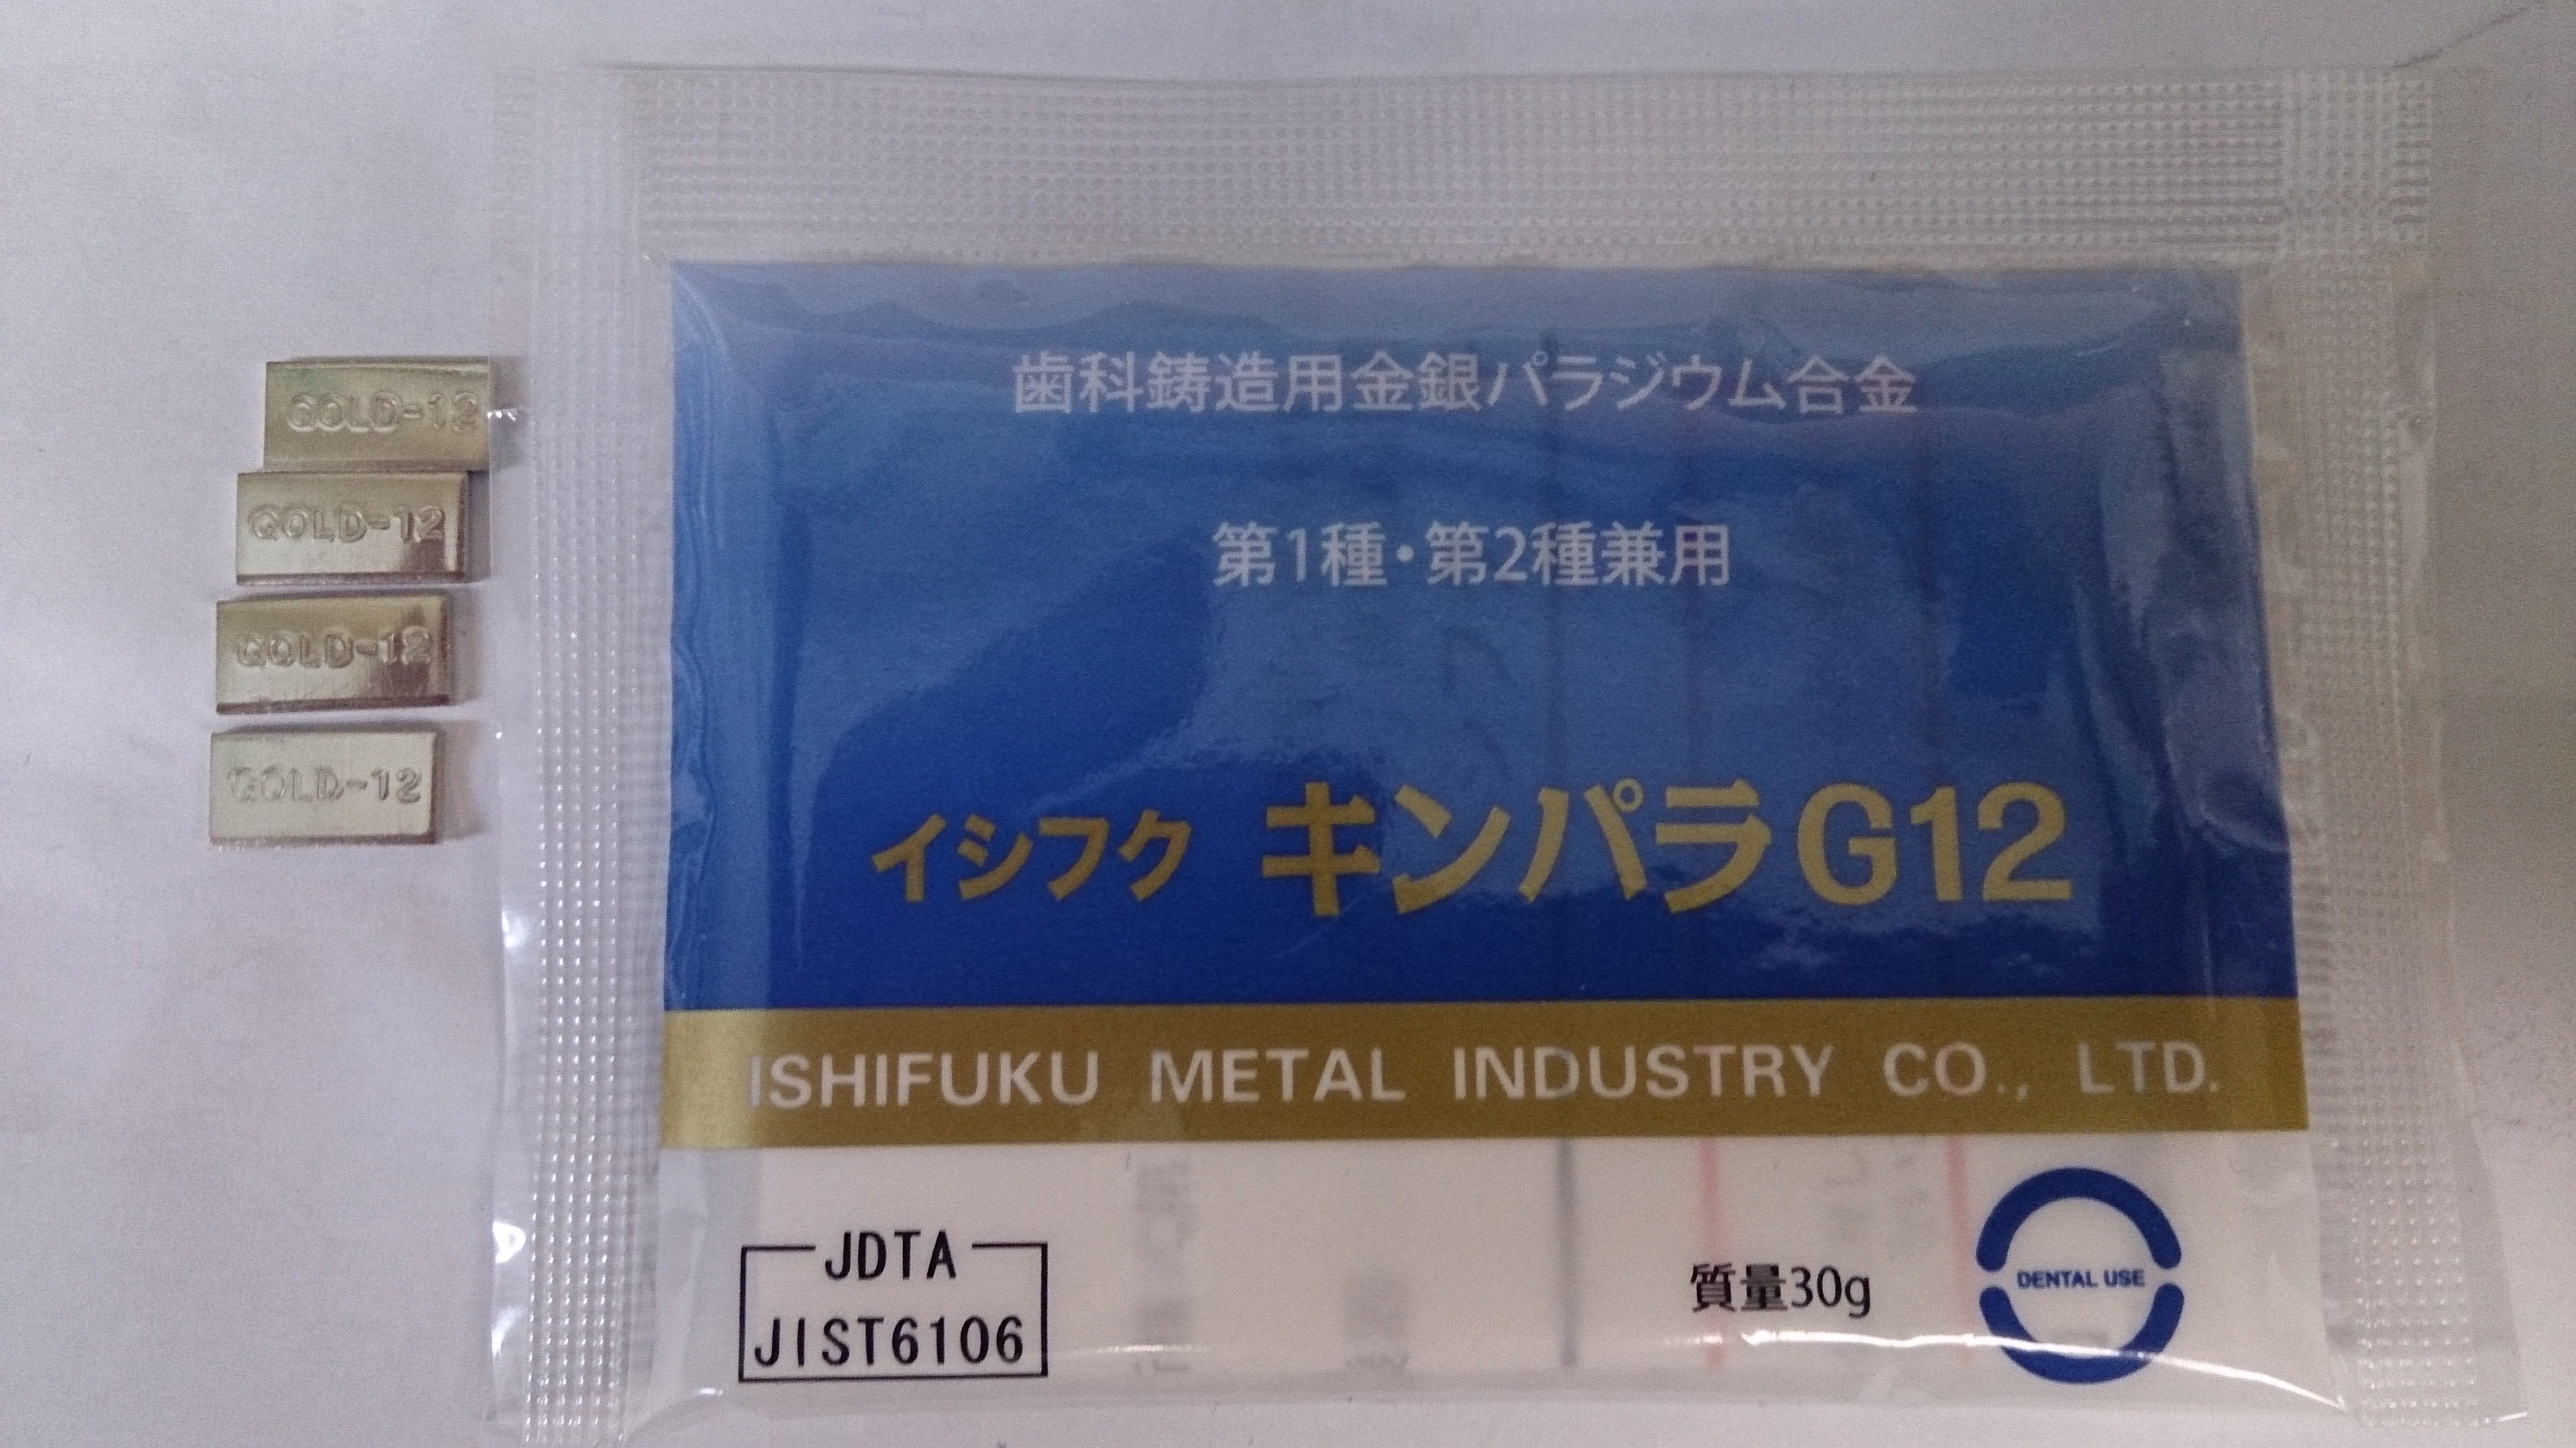 GOLD-12
GOLD-12
GOLD-12
GOLD-12
歯科鋳造用金銀パラジウム合金
第1種・第2種兼用
イシフク キンパラG12
ISHIFUKU METAL INDUSTRY CO., LTD.
JDTA
JIST6106
質量30g
DENTAL USE